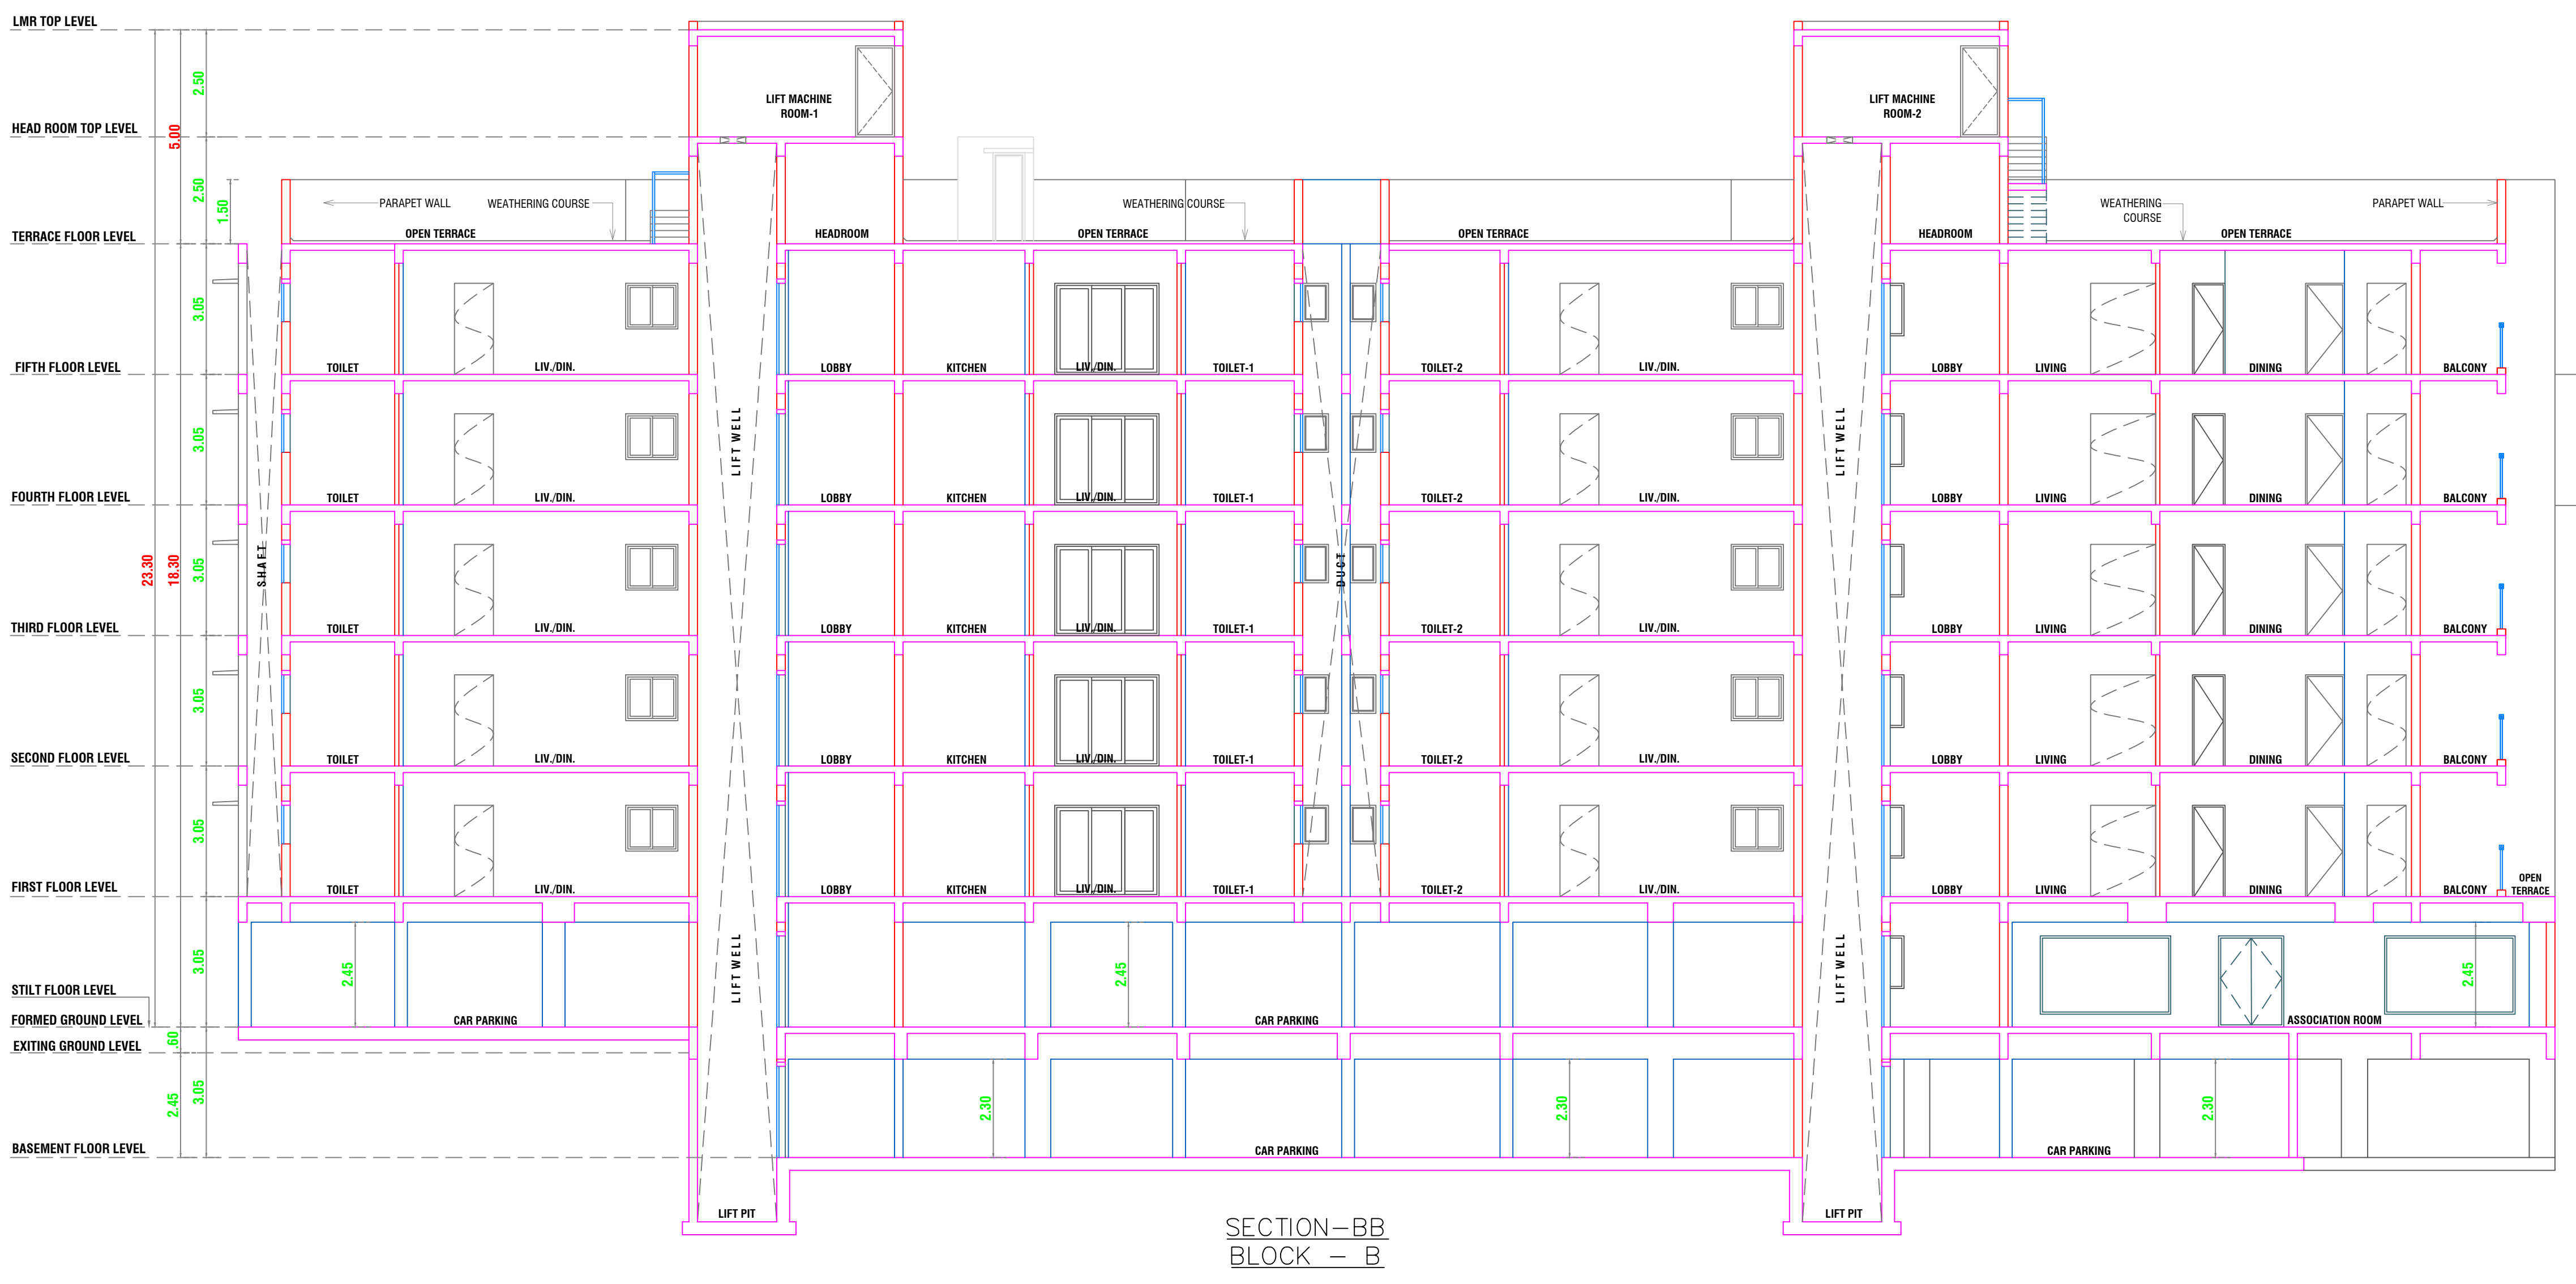 LMR TOP LEVEL
2.50
LIFT MACHINE
ROOM-1
LIFT MACHINE
ROOM-2
HEAD ROOM TOP LEVEL
5.00
2.50
1.50
PARAPET WALL
WEATHERING COURSE
WEATHERING COURSE
WEATHERING
COURSE
PARAPET WALL
TERRACE FLOOR LEVEL
OPEN TERRACE
HEADROOM
OPEN TERRACE
OPEN TERRACE
HEADROOM
OPEN TERRACE
3.05
FIFTH FLOOR LEVEL
TOILET
LIV./DIN.
LOBBY
KITCHEN
LIV./DIN.
TOILET-1
TOILET-2
LIV./DIN.
LOBBY
LIVING
DINING
BALCONY
3.05
LIFT WELL
LIFT WELL
FOURTH FLOOR LEVEL
TOILET
LIV./DIN.
LOBBY
KITCHEN
LIV./DIN.
TOILET-1
TOILET-2
LIV./DIN.
LOBBY
LIVING
DINING
BALCONY
23.30
18.30
3.05
SHAFT
DUCT
THIRD FLOOR LEVEL
TOILET
LIV./DIN.
LOBBY
KITCHEN
LIV./DIN.
TOILET-1
TOILET-2
LIV./DIN.
LOBBY
LIVING
DINING
BALCONY
3.05
SECOND FLOOR LEVEL
TOILET
LIV./DIN.
LOBBY
KITCHEN
LIV./DIN.
TOILET-1
TOILET-2
LIV./DIN.
LOBBY
LIVING
DINING
BALCONY
3.05
FIRST FLOOR LEVEL
TOILET
LIV./DIN.
LOBBY
KITCHEN
LIV./DIN.
TOILET-1
TOILET-2
LIV./DIN.
LOBBY
LIVING
DINING
BALCONY
OPEN
TERRACE
3.05
2.45
LIFT WELL
2.45
LIFT WELL
2.45
STILT FLOOR LEVEL
FORMED GROUND LEVEL
CAR PARKING
CAR PARKING
ASSOCIATION ROOM
.60
EXITING GROUND LEVEL
2.45
3.05
2.30
2.30
2.30
BASEMENT FLOOR LEVEL
CAR PARKING
CAR PARKING
LIFT PIT
LIFT PIT
SECTION-BB
BLOCK - B